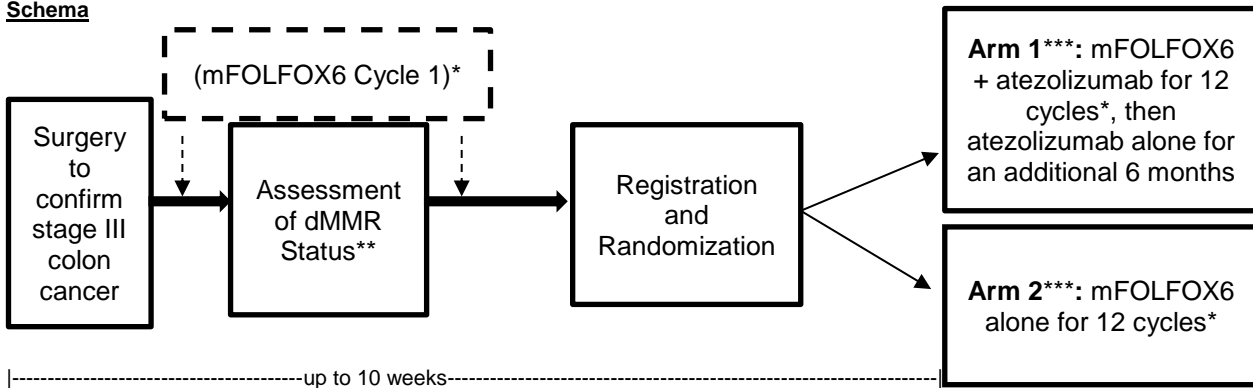 Schema
(mFOLFOX6 Cycle 1)*
Surgery
to
confirm
stage III
colon
cancer
Assessment
of dMMR
Status**
Registration
and
Randomization
Arm 1***: mFOLFOX6
+ atezolizumab for 12
cycles*, then
atezolizumab alone for
an additional 6 months
Arm 2***: mFOLFOX6
alone for 12 cycles*
|------------------------------------------up to 10 weeks----------------------------------------------------------------------|